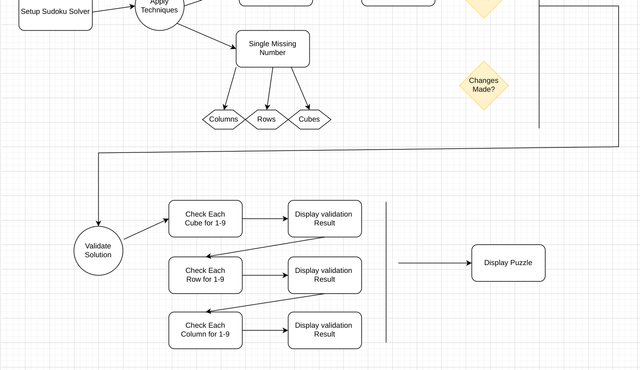 Setup Sudoku Solver
Apply
Techniques
Single Missing
Number
Changes
Made?
Columns
Rows
Cubes
Validate
Solution
Check Each
Cube for 1-9
Display validation
Result
Check Each
Row for 1-9
Display validation
Result
Check Each
Column for 1-9
Display validation
Result
Display Puzzle